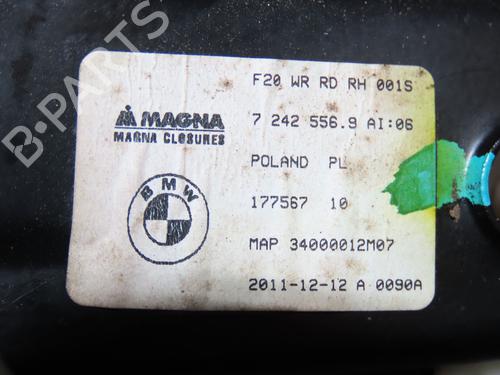 F20 WR RD RH 001S
MAGNA
MAGNA CLOSURES
7 242 556.9 AI:06
POLAND PL
BMW
177567 10
MAP 34000012M07
2011-12-12 A 0090A
B-PARTS